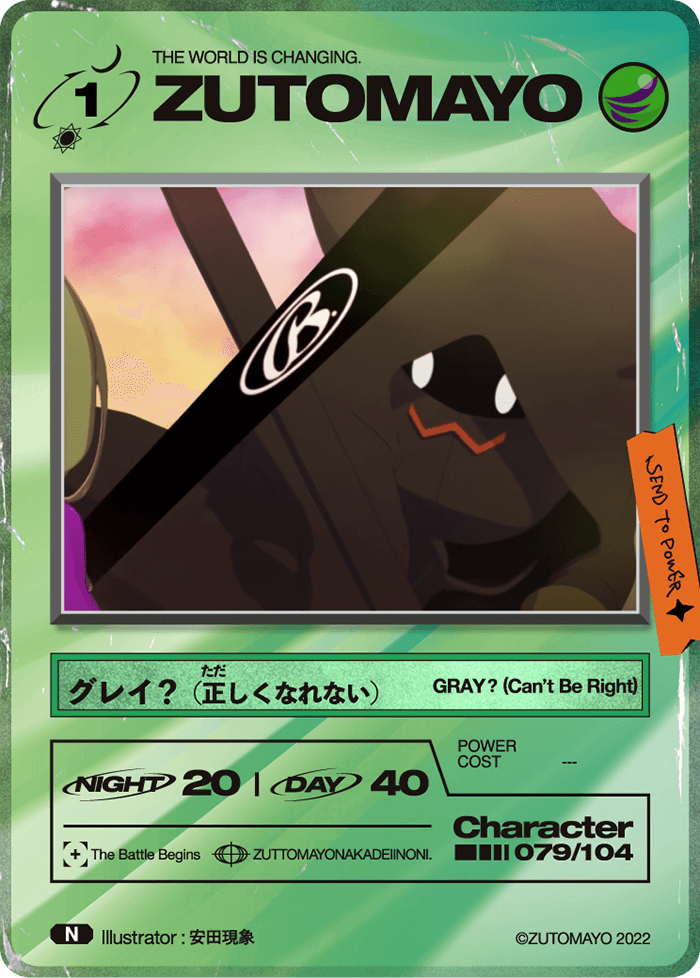 THE WORLD IS CHANGING.
1 ZUTOMAYO
SEND TO POWER
ただ
グレイ？（正しくなれない） GRAY? (Can't Be Right)
POWER COST ---
NIGHT 20 | DAY 40
Character
The Battle Begins ZUTTOMAYONAKADEIINONI. 079/104
N Illustrator : 安田現象 ©ZUTOMAYO 2022